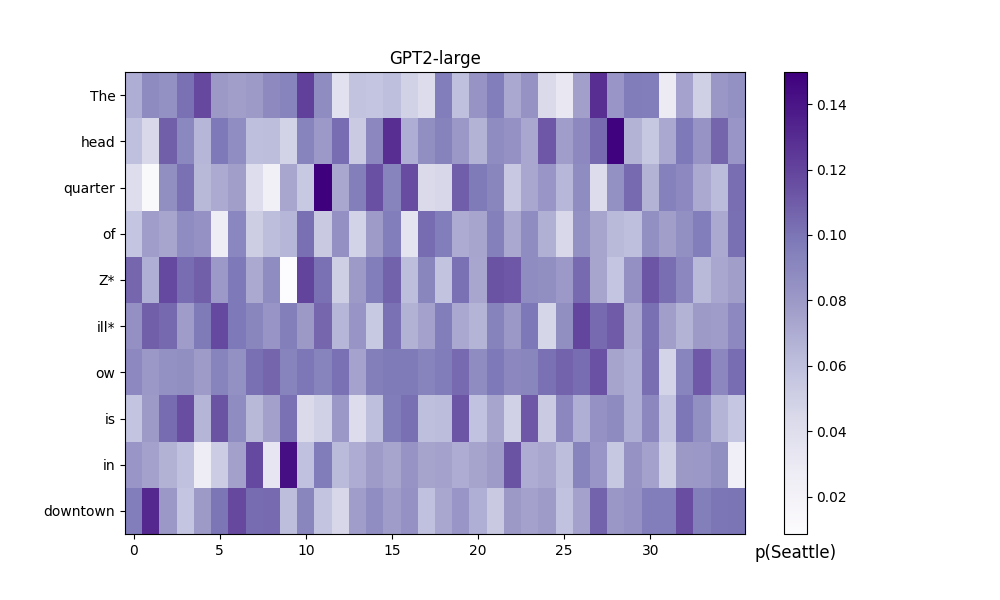 GPT2-large
The
head
quarter
of
Z*
ill*
ow
is
in
downtown
0 5 10 15 20 25 30
0.14
0.12
0.10
0.08
0.06
0.04
0.02
p(Seattle)